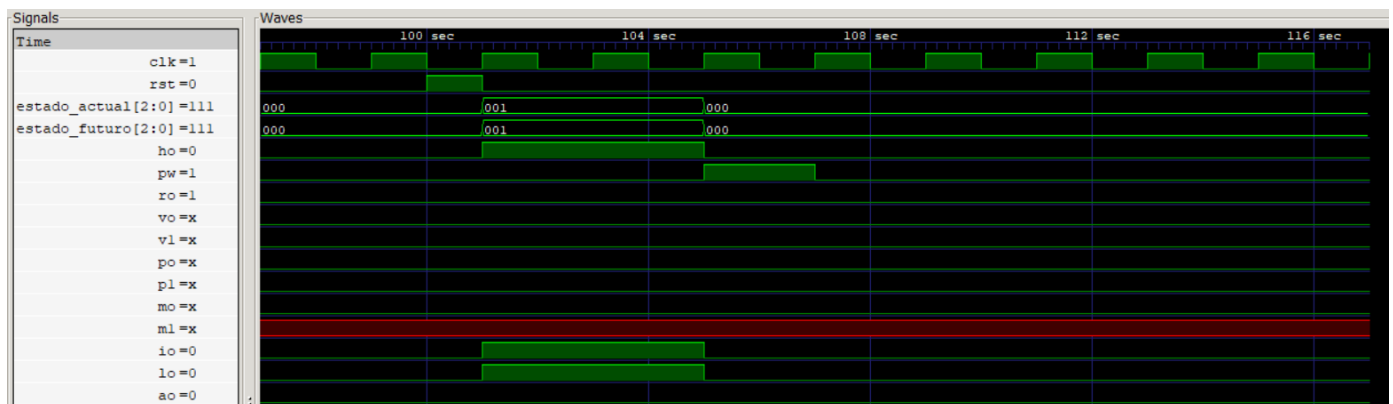 Signals
Waves
Time
100 sec
104 sec
108 sec
112 sec
116 sec
clk=1
rst=0
estado_actual[2:0]=111
000
001
000
estado_futuro[2:0]=111
000
001
000
ho=0
pw=1
ro=1
vo=x
v1=x
po=x
p1=x
mo=x
m1=x
io=0
lo=0
ao=0